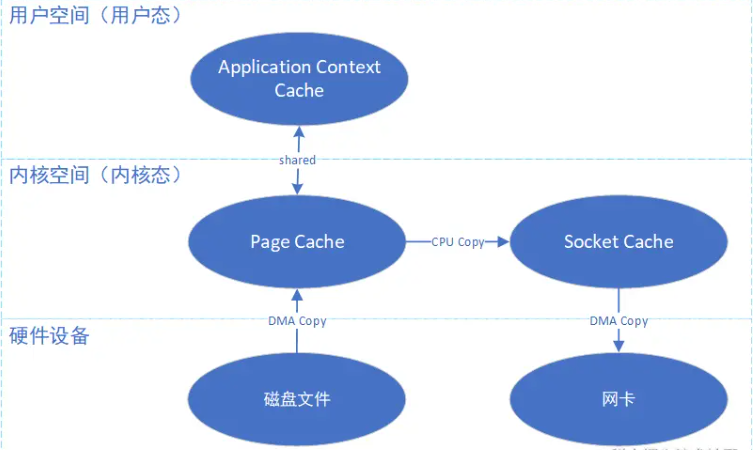 用户空间（用户态）
Application Context
Cache
shared
内核空间（内核态）
Page Cache
CPU Copy
Socket Cache
DMA Copy
DMA Copy
硬件设备
磁盘文件
网卡